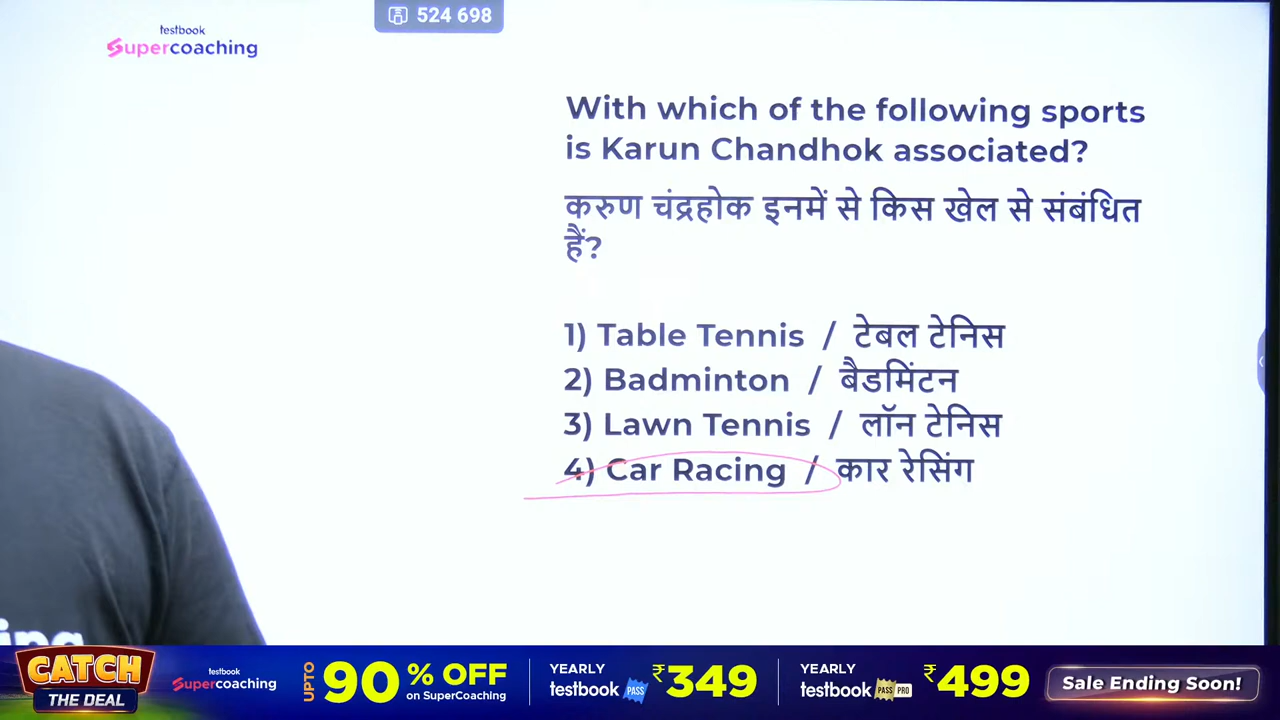 testbook
Supercoaching
524 698
With which of the following sports
is Karun Chandhok associated?
करुण चंद्रहोक इनमें से किस खेल से संबंधित
हैं?
1) Table Tennis / टेबल टेनिस
2) Badminton / बैडमिंटन
3) Lawn Tennis / लॉन टेनिस
4) Car Racing / कार रेसिंग
CATCH
THE DEAL
testbook
Supercoaching
UPTO
90% OFF
on SuperCoaching
YEARLY
testbook PASS
₹349
YEARLY
testbook PASS PRO
₹499
Sale Ending Soon!